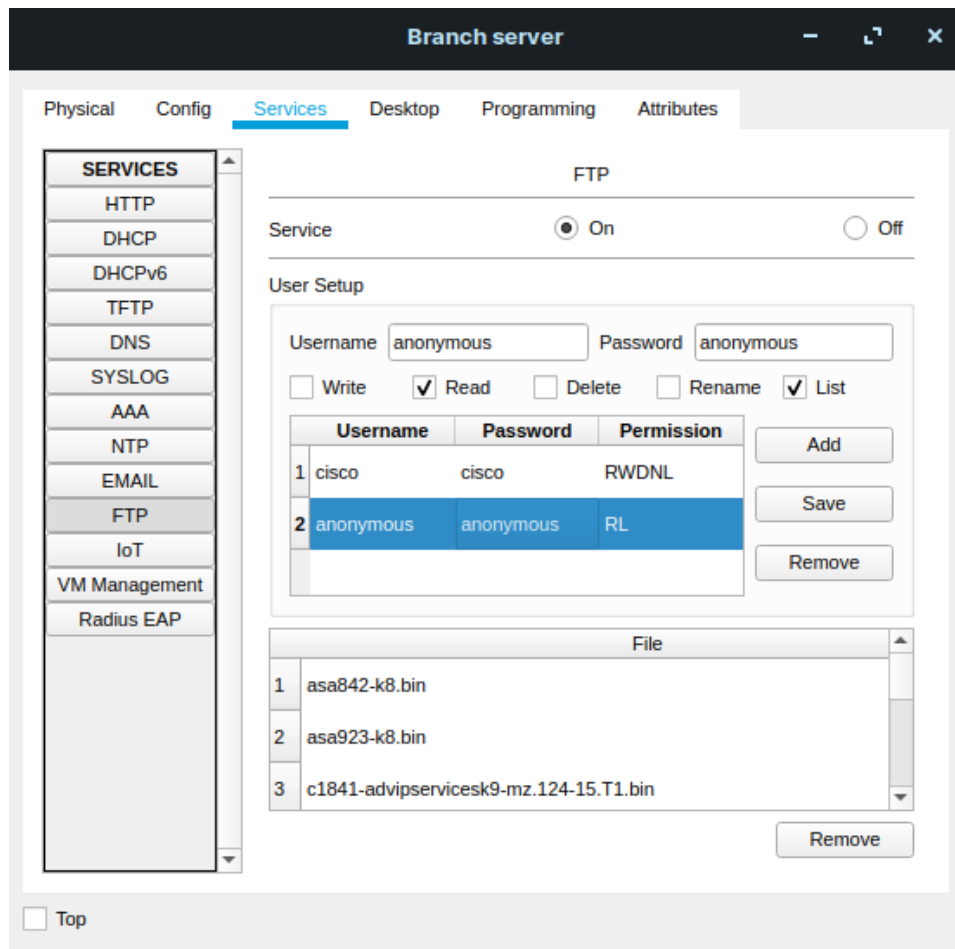 Branch server
Physical Config Services Desktop Programming Attributes
SERVICES
HTTP
DHCP
DHCPv6
TFTP
DNS
SYSLOG
AAA
NTP
EMAIL
FTP
IoT
VM Management
Radius EAP
FTP
Service On Off
User Setup
Username anonymous Password anonymous
Write Read Delete Rename List
Username Password Permission
1 cisco cisco RWDNL
2 anonymous anonymous RL
Add
Save
Remove
File
1 asa842-k8.bin
2 asa923-k8.bin
3 c1841-advipservicesk9-mz.124-15.T1.bin
Remove
Top